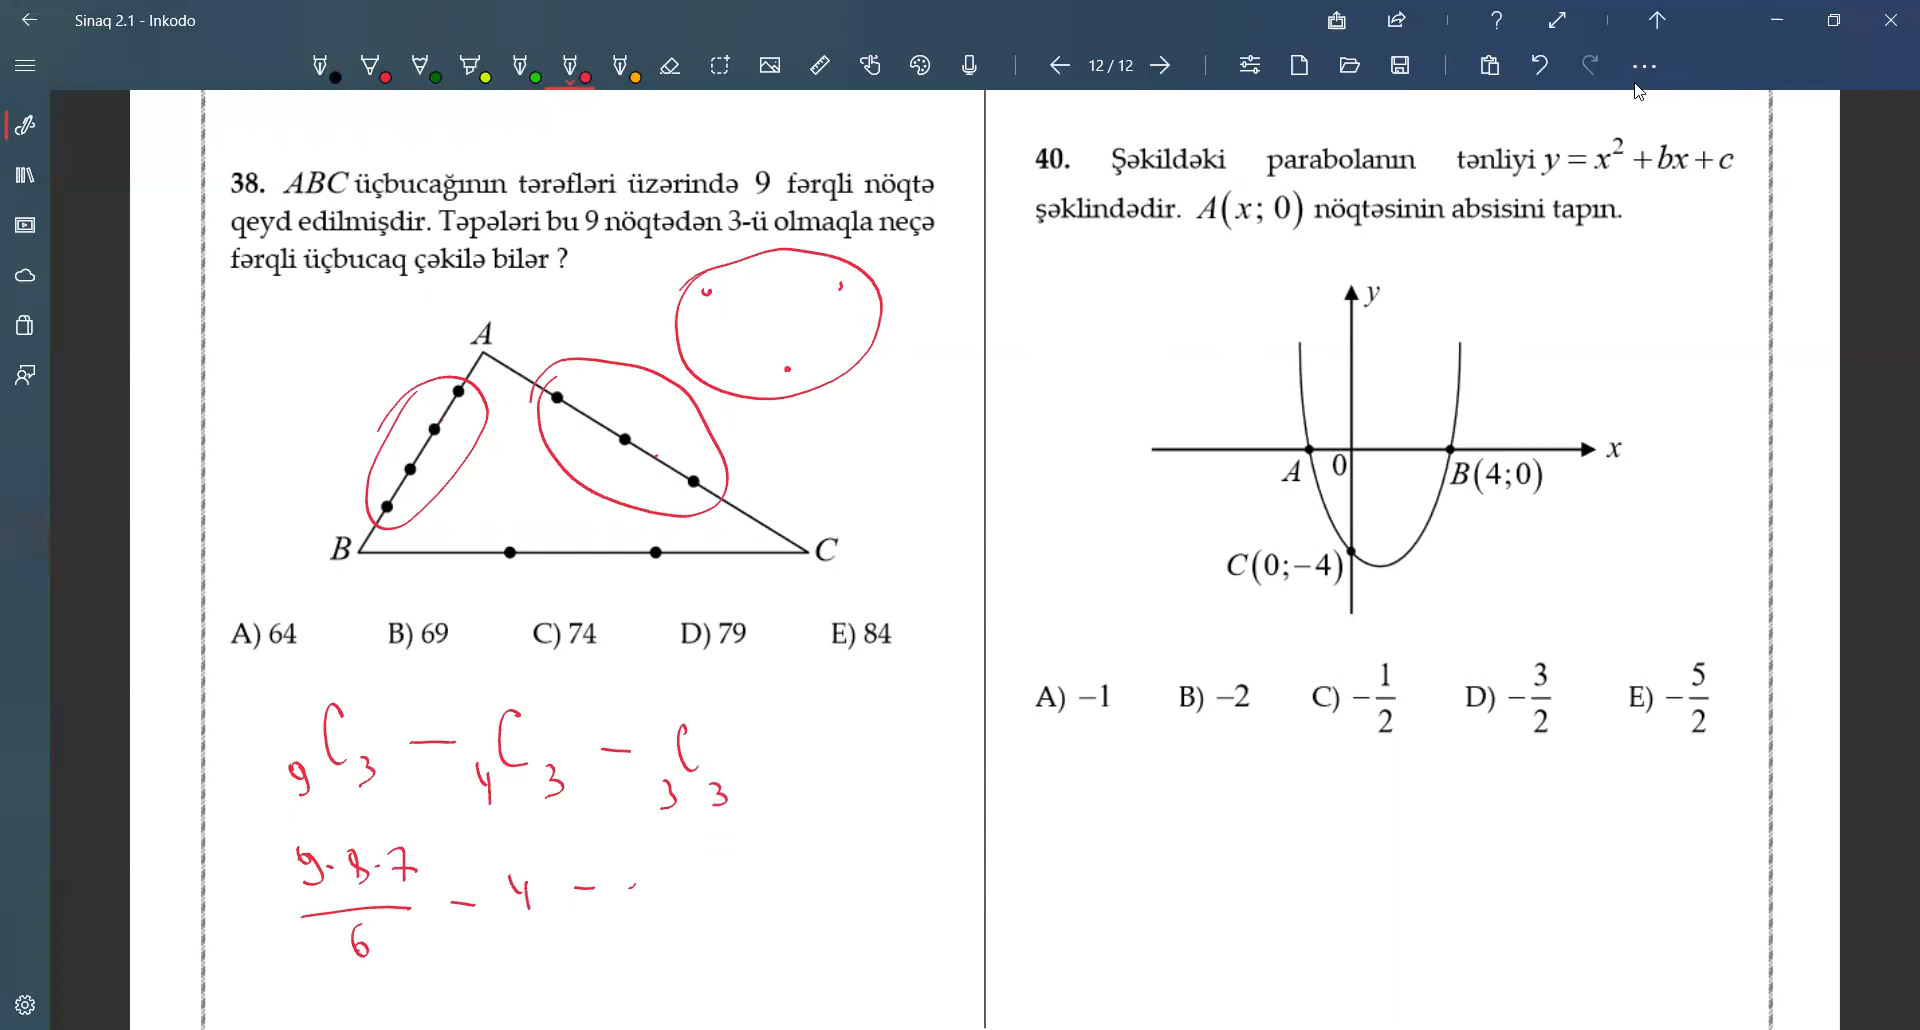 Sinaq 2.1 - Inkodo
12 / 12
38. ABC üçbucağının tərəfləri üzərində 9 fərqli nöqtə
qeyd edilmişdir. Təpələri bu 9 nöqtədən 3-ü olmaqla neçə
fərqli üçbucaq çəkilə bilər ?
A
B
C
A) 64 B) 69 C) 74 D) 79 E) 84
₉C₃ − ₄C₃ − ₃C₃
9·8·7/6 − 4 −
40. Şəkildəki parabolanın tənliyi y = x² + bx + c
şəklindədir. A(x; 0) nöqtəsinin absisini tapın.
y
x
A 0 B(4;0)
C(0;−4)
A) −1 B) −2 C) −1/2 D) −3/2 E) −5/2